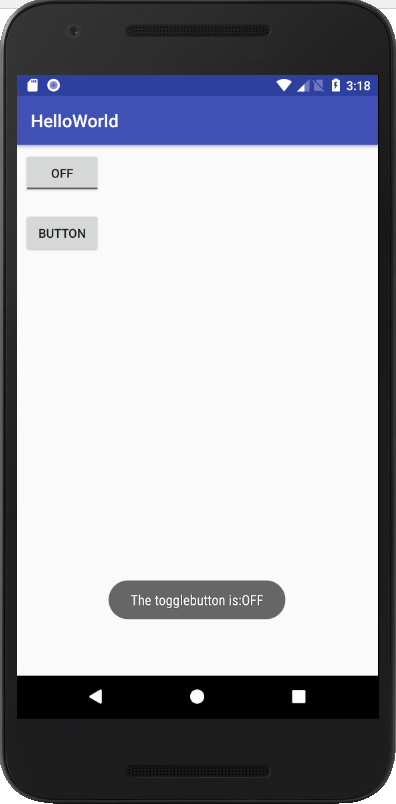 3:18
HelloWorld
OFF
BUTTON
The togglebutton is:OFF